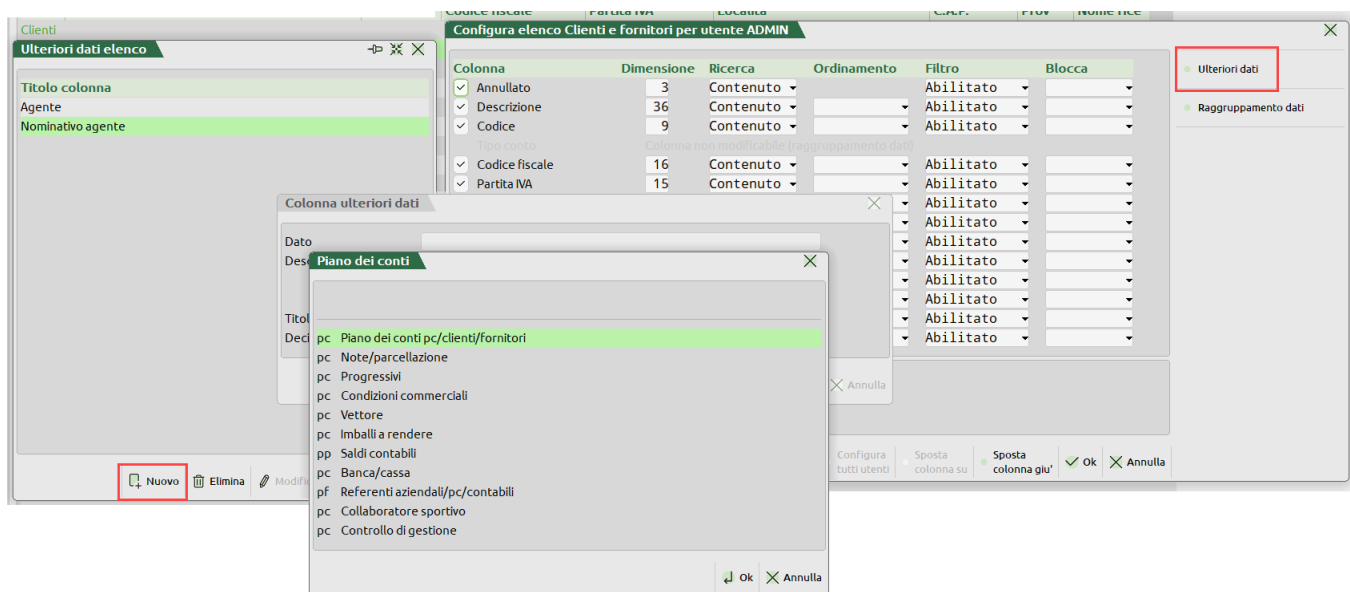 Codice fiscale Partita IVA Località C.A.P. Prov Nome rice
Clienti
Ulteriori dati elenco
Titolo colonna
Agente
Nominativo agente
Nuovo Elimina
Configura elenco Clienti e fornitori per utente ADMIN
Colonna Dimensione Ricerca Ordinamento Filtro Blocca
Annullato 3 Contenuto Abilitato
Descrizione 36 Contenuto Abilitato
Codice 9 Contenuto Abilitato
Tipo conto Colonna non modificabile (raggruppamento dati)
Codice fiscale 16 Contenuto Abilitato
Partita IVA 15 Contenuto Abilitato
Abilitato
Abilitato
Abilitato
Abilitato
Abilitato
Abilitato
Abilitato
Abilitato
Ulteriori dati
Raggruppamento dati
Configura tutti utenti
Sposta colonna su
Sposta colonna giu'
Ok Annulla
Colonna ulteriori dati
Dato
Annulla
Piano dei conti
pc Piano dei conti pc/clienti/fornitori
pc Note/parcellazione
pc Progressivi
pc Condizioni commerciali
pc Vettore
pc Imballi a rendere
pp Saldi contabili
pc Banca/cassa
pf Referenti aziendali/pc/contabili
pc Collaboratore sportivo
pc Controllo di gestione
Ok Annulla